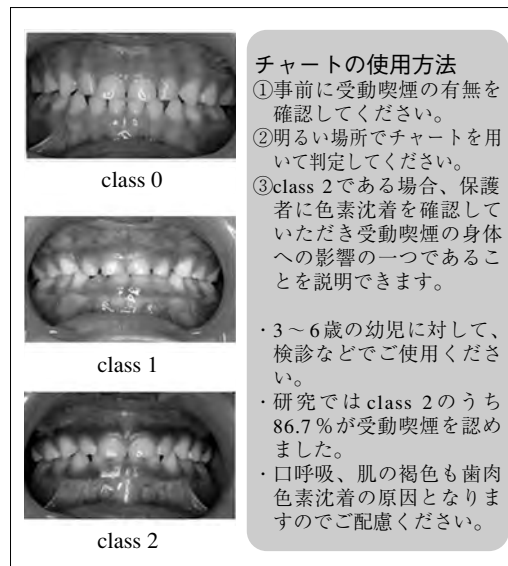 class 0
class 1
class 2
チャートの使用方法
①事前に受動喫煙の有無を
確認してください。
②明るい場所でチャートを用
いて判定してください。
③class 2である場合、保護
者に色素沈着を確認して
いただき受動喫煙の身体
への影響の一つであるこ
とを説明できます。
・3～6歳の幼児に対して、
検診などでご使用くださ
い。
・研究では class 2のうち
86.7％が受動喫煙を認め
ました。
・口呼吸、肌の褐色も歯肉
色素沈着の原因となりま
すのでご配慮ください。